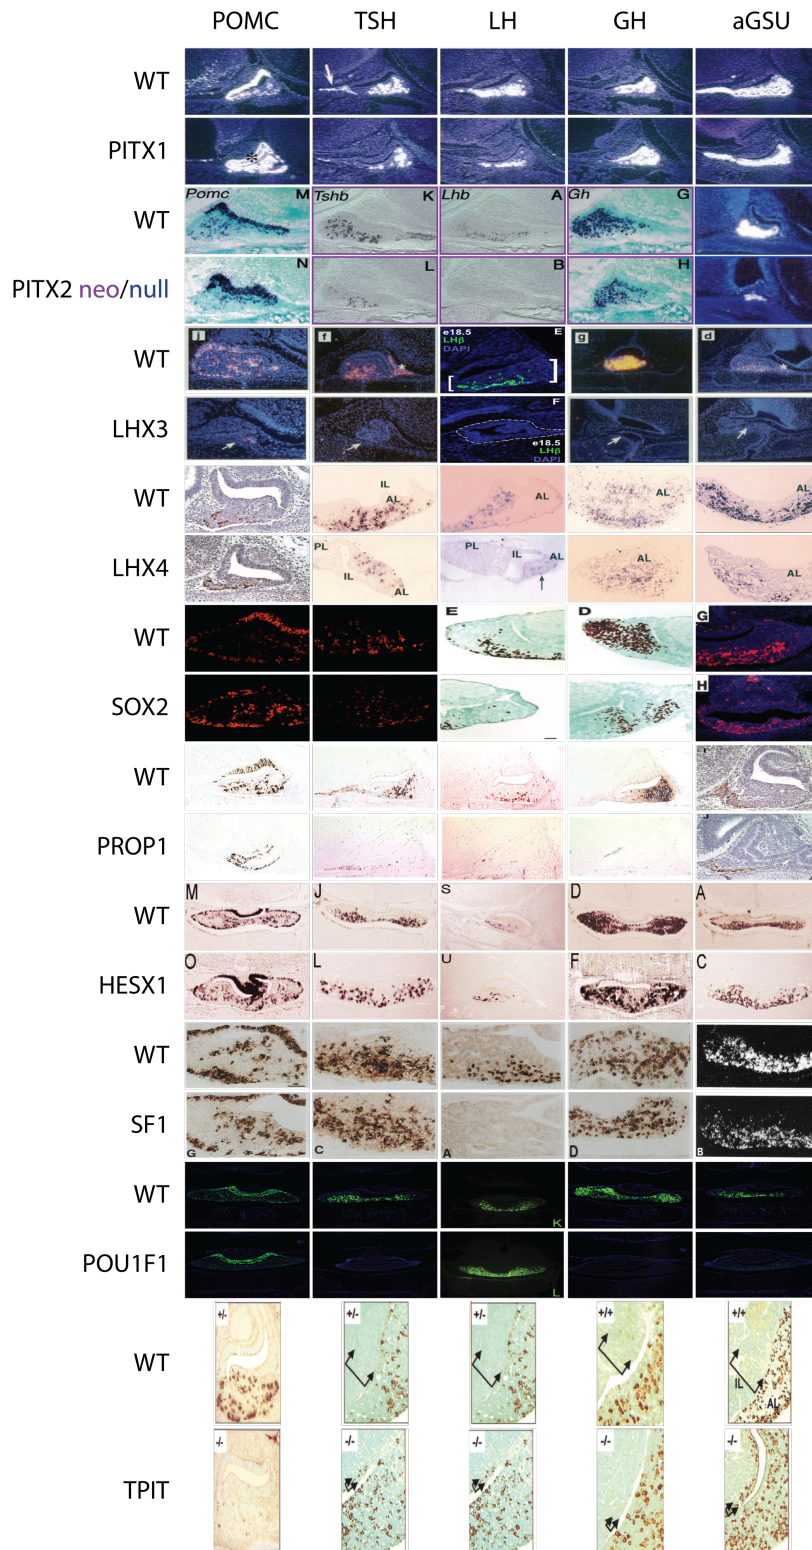 POMC TSH LH GH aGSU
WT
PITX1 *
WT Pomc M Tshb K Lhb A Gh G
PITX2 neo/null N L B H
WT j f * e18.5 LHβ DAPI E [ ] g d *
LHX3 F e18.5 LHβ DAPI
WT IL AL AL AL AL
LHX4 PL IL AL PL IL AL AL AL
WT E D G
SOX2 H
WT
PROP1 J
WT M J S D A
HESX1 O L U F C
WT
SF1 G C A D B
WT K
POU1F1 L
WT +/- +/- +/- +/+ +/+ IL AL
TPIT -/- -/- -/- -/- -/-